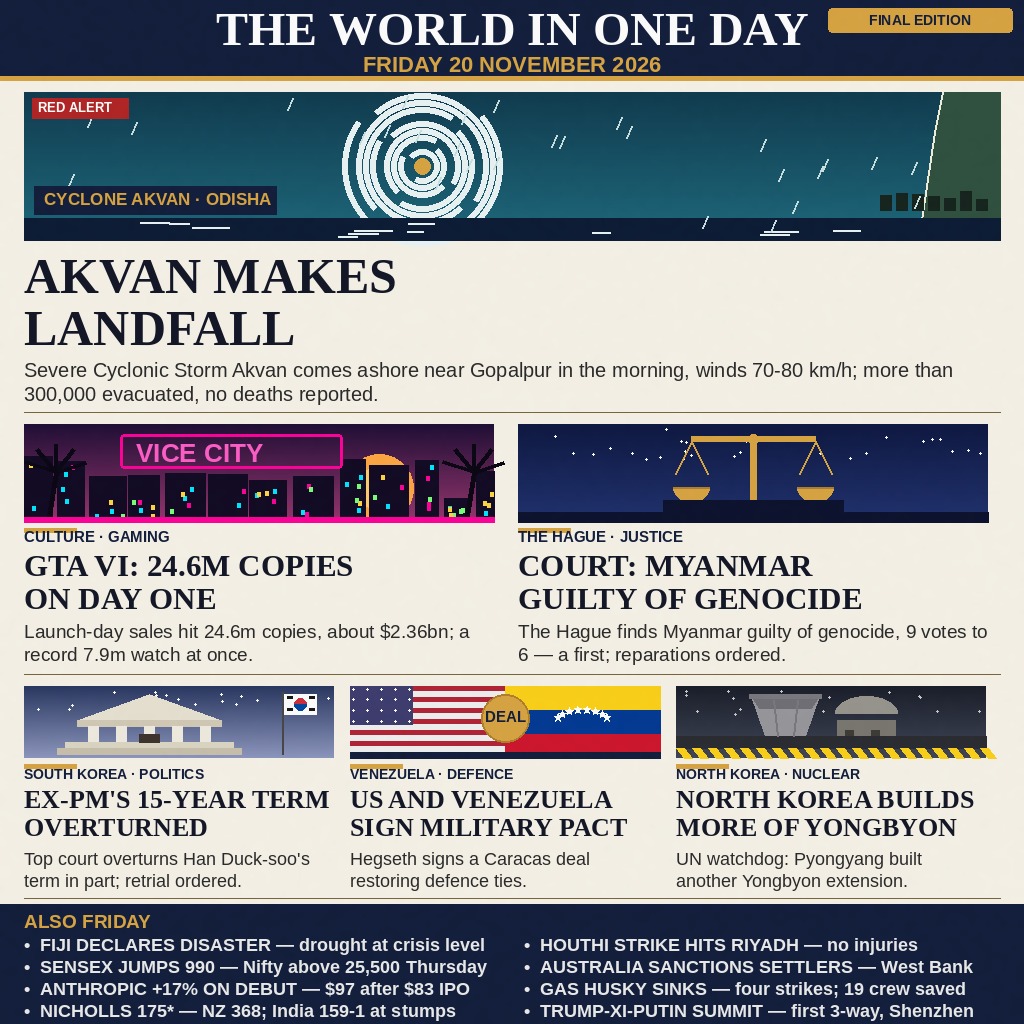 THE WORLD IN ONE DAY
FINAL EDITION
FRIDAY 20 NOVEMBER 2026
RED ALERT
CYCLONE AKVAN · ODISHA
AKVAN MAKES
LANDFALL
Severe Cyclonic Storm Akvan comes ashore near Gopalpur in the morning, winds 70-80 km/h; more than
300,000 evacuated, no deaths reported.
VICE CITY
CULTURE · GAMING
GTA VI: 24.6M COPIES
ON DAY ONE
Launch-day sales hit 24.6m copies, about $2.36bn; a
record 7.9m watch at once.
THE HAGUE · JUSTICE
COURT: MYANMAR
GUILTY OF GENOCIDE
The Hague finds Myanmar guilty of genocide, 9 votes to
6 — a first; reparations ordered.
SOUTH KOREA · POLITICS
EX-PM'S 15-YEAR TERM
OVERTURNED
Top court overturns Han Duck-soo's
term in part; retrial ordered.
DEAL
VENEZUELA · DEFENCE
US AND VENEZUELA
SIGN MILITARY PACT
Hegseth signs a Caracas deal
restoring defence ties.
NORTH KOREA · NUCLEAR
NORTH KOREA BUILDS
MORE OF YONGBYON
UN watchdog: Pyongyang built
another Yongbyon extension.
ALSO FRIDAY
• FIJI DECLARES DISASTER — drought at crisis level
• SENSEX JUMPS 990 — Nifty above 25,500 Thursday
• ANTHROPIC +17% ON DEBUT — $97 after $83 IPO
• NICHOLLS 175* — NZ 368; India 159-1 at stumps
• HOUTHI STRIKE HITS RIYADH — no injuries
• AUSTRALIA SANCTIONS SETTLERS — West Bank
• GAS HUSKY SINKS — four strikes; 19 crew saved
• TRUMP-XI-PUTIN SUMMIT — first 3-way, Shenzhen